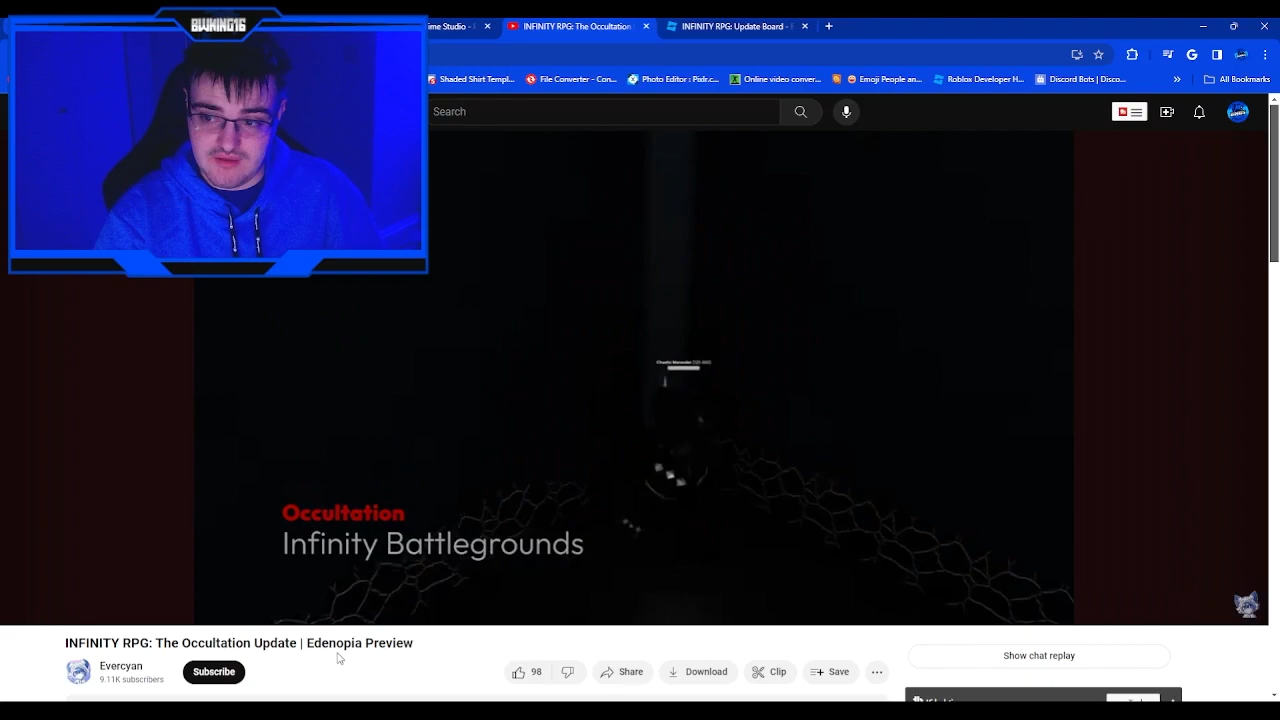 BWKING16
ime Studio -
INFINITY RPG: The Occultation
INFINITY RPG: Update Board -
Shaded Shirt Templ...
File Converter - Con...
Photo Editor : Pixlr.c...
Online video conver...
Emoji People an...
Roblox Developer H...
Discord Bots | Disco...
All Bookmarks
Search
Occultation
Infinity Battlegrounds
INFINITY RPG: The Occultation Update | Edenopia Preview
Evercyan
9.11K subscribers
Subscribe
98
Share
Download
Clip
Save
Show chat replay